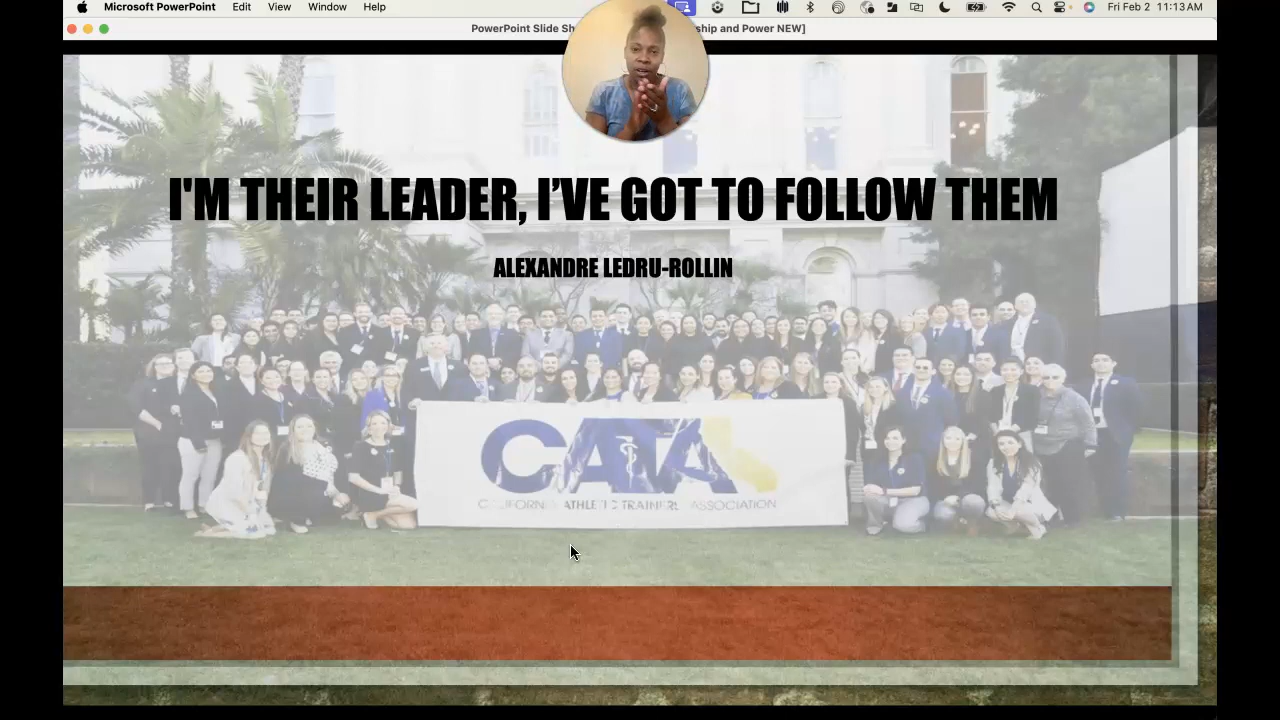 Microsoft PowerPoint Edit View Window Help Fri Feb 2 11:13 AM
PowerPoint Slide Sh ship and Power NEW]
I'M THEIR LEADER, I’VE GOT TO FOLLOW THEM
ALEXANDRE LEDRU-ROLLIN
CATA
CALIFORNIA ATHLETIC TRAINERS ASSOCIATION